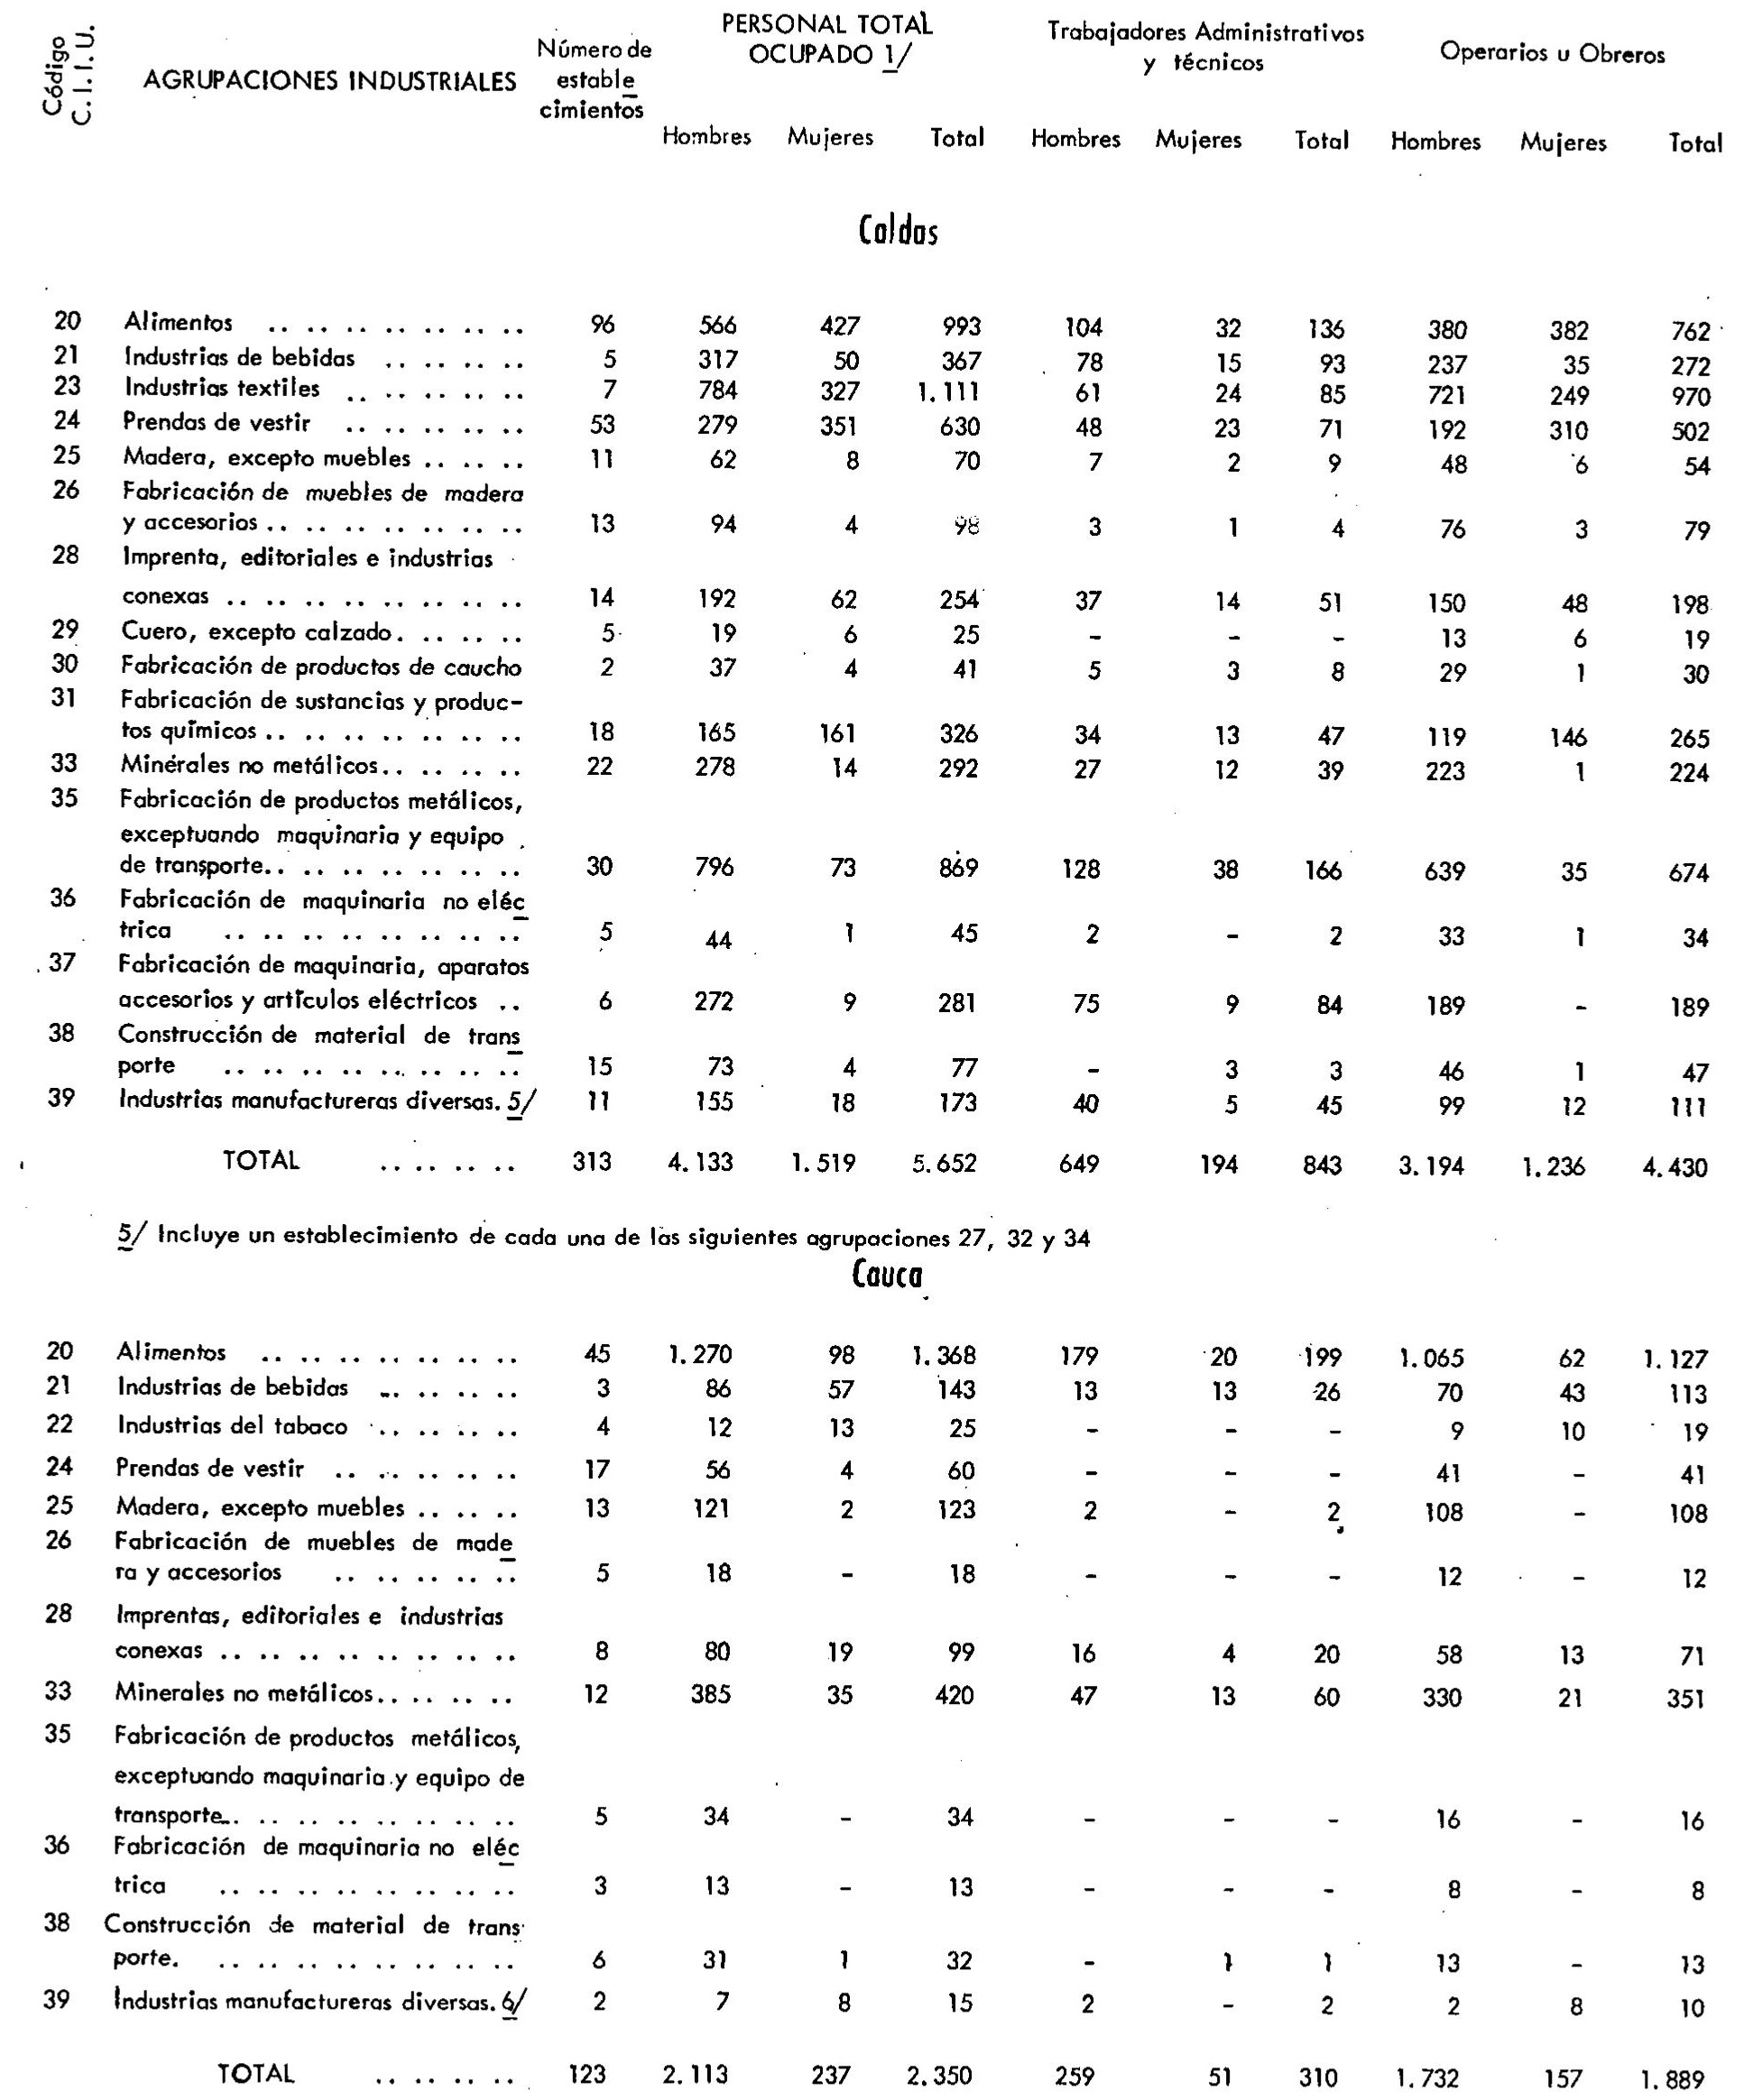 Código C.I.I.U. AGRUPACIONES INDUSTRIALES Número de estable cimientos PERSONAL TOTAL OCUPADO 1/ Trabajadores Administrativos y técnicos Operarios u Obreros
Hombres Mujeres Total Hombres Mujeres Total Hombres Mujeres Total
Caldas
20 Alimentos .. .. .. .. .. .. .. 96 566 427 993 104 32 136 380 382 762
21 Industrias de bebidas .. .. .. .. 5 317 50 367 78 15 93 237 35 272
23 Industrias textiles .. .. .. .. .. 7 784 327 1.111 61 24 85 721 249 970
24 Prendas de vestir .. .. .. .. .. 53 279 351 630 48 23 71 192 310 502
25 Madera, excepto muebles .. .. .. 11 62 8 70 7 2 9 48 6 54
26 Fabricación de muebles de madera
y accesorios .. .. .. .. .. .. .. 13 94 4 98 3 1 4 76 3 79
28 Imprenta, editoriales e industrias
conexas .. .. .. .. .. .. .. .. 14 192 62 254 37 14 51 150 48 198
29 Cuero, excepto calzado. .. .. .. 5 19 6 25 - - - 13 6 19
30 Fabricación de productos de caucho 2 37 4 41 5 3 8 29 1 30
31 Fabricación de sustancias y produc-
tos químicos .. .. .. .. .. .. .. 18 165 161 326 34 13 47 119 146 265
33 Minérales no metálicos.. .. .. .. 22 278 14 292 27 12 39 223 1 224
35 Fabricación de productos metálicos,
exceptuando maquinaria y equipo
de transporte.. .. .. .. .. .. .. 30 796 73 869 128 38 166 639 35 674
36 Fabricación de maquinaria no eléc
trica .. .. .. .. .. .. .. .. 5 44 1 45 2 - 2 33 1 34
37 Fabricación de maquinaria, aparatos
accesorios y artículos eléctricos .. 6 272 9 281 75 9 84 189 - 189
38 Construcción de material de trans
porte .. .. .. .. .. .. .. .. 15 73 4 77 - 3 3 46 1 47
39 Industrias manufactureras diversas. 5/ 11 155 18 173 40 5 45 99 12 111
TOTAL .. .. .. .. 313 4.133 1.519 5.652 649 194 843 3.194 1.236 4.430
5/ Incluye un establecimiento de cada una de las siguientes agrupaciones 27, 32 y 34
Cauca
20 Alimentos .. .. .. .. .. .. .. 45 1.270 98 1.368 179 20 199 1.065 62 1.127
21 Industrias de bebidas .. .. .. .. 3 86 57 143 13 13 26 70 43 113
22 Industrias del tabaco .. .. .. .. 4 12 13 25 - - - 9 10 19
24 Prendas de vestir .. .. .. .. .. 17 56 4 60 - - - 41 - 41
25 Madera, excepto muebles .. .. .. 13 121 2 123 2 - 2 108 - 108
26 Fabricación de muebles de made
ra y accesorios .. .. .. .. .. 5 18 - 18 - - - 12 - 12
28 Imprentas, editoriales e industrias
conexas .. .. .. .. .. .. .. .. 8 80 19 99 16 4 20 58 13 71
33 Minerales no metálicos.. .. .. .. 12 385 35 420 47 13 60 330 21 351
35 Fabricación de productos metálicos,
exceptuando maquinaria y equipo de
transporte.. .. .. .. .. .. .. .. 5 34 - 34 - - - 16 - 16
36 Fabricación de maquinaria no eléc
trica .. .. .. .. .. .. .. .. 3 13 - 13 - - - 8 - 8
38 Construcción de material de trans
porte. .. .. .. .. .. .. .. .. 6 31 1 32 - 1 1 13 - 13
39 Industrias manufactureras diversas. 6/ 2 7 8 15 2 - 2 2 8 10
TOTAL .. .. .. .. 123 2.113 237 2.350 259 51 310 1.732 157 1.889